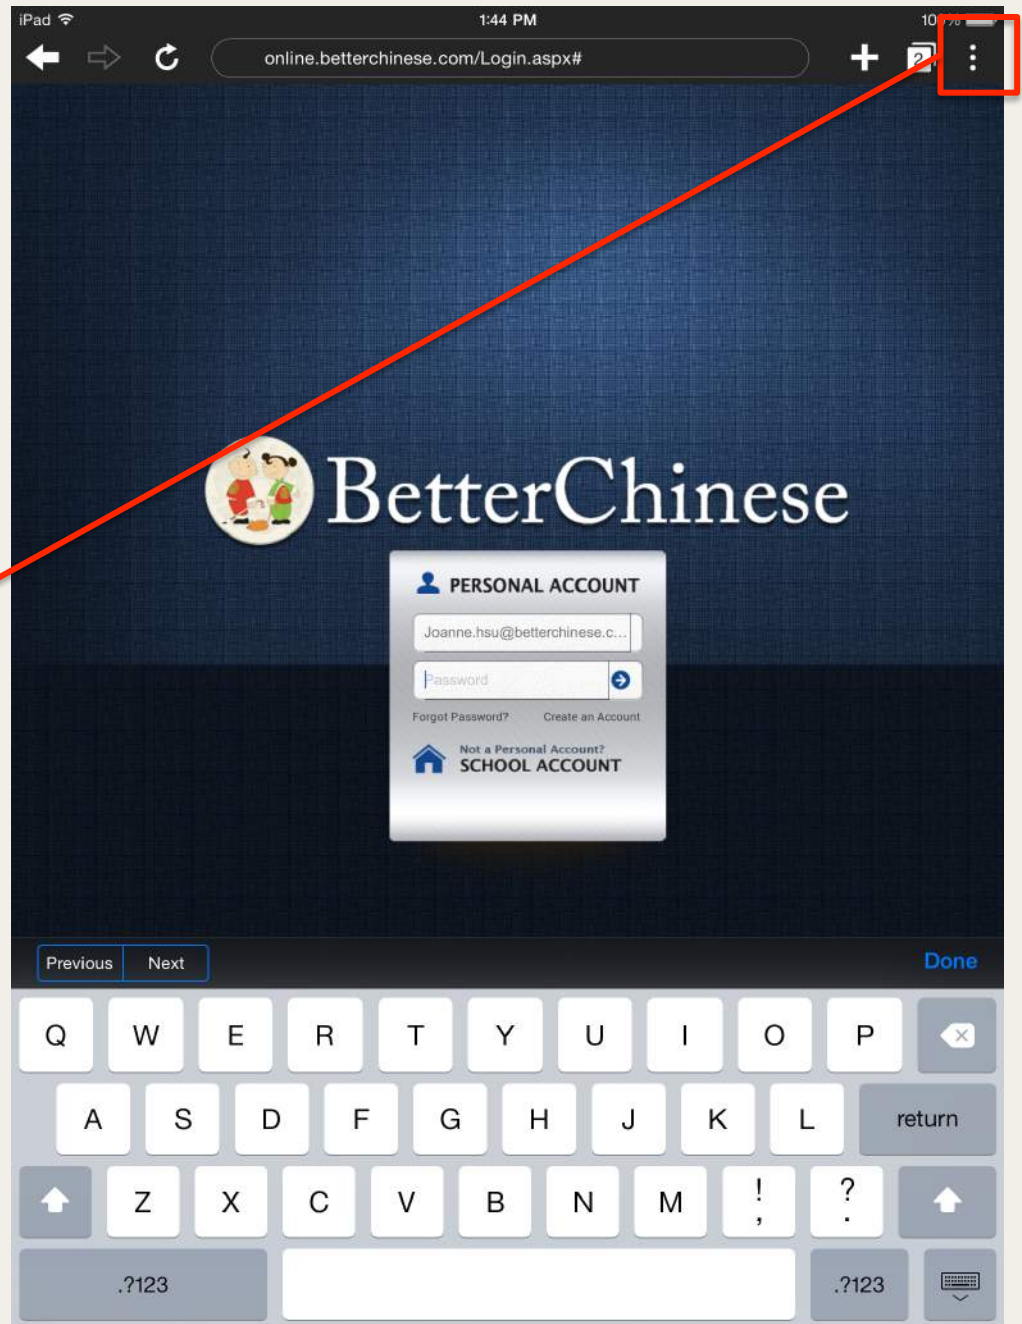 iPad 1:44 PM
online.betterchinese.com/Login.aspx# 2
BetterChinese
PERSONAL ACCOUNT
Joanne.hsu@betterchinese.c...
Password
Forgot Password? Create an Account
Not a Personal Account?
SCHOOL ACCOUNT
Previous Next Done
Q W E R T Y U I O P
A S D F G H J K L return
Z X C V B N M ! ?
, .
.?123 .?123